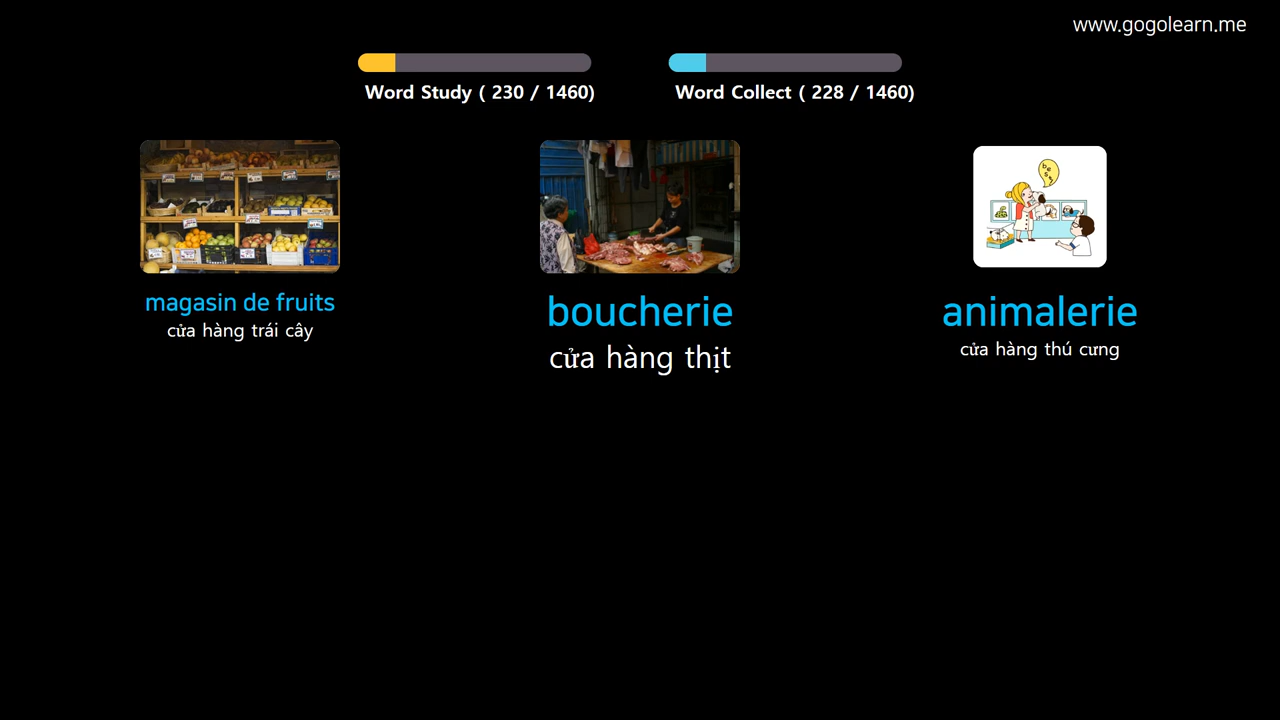 www.gogolearn.me
Word Study ( 230 / 1460)
Word Collect ( 228 / 1460)
magasin de fruits
cửa hàng trái cây
boucherie
cửa hàng thịt
animalerie
cửa hàng thú cưng